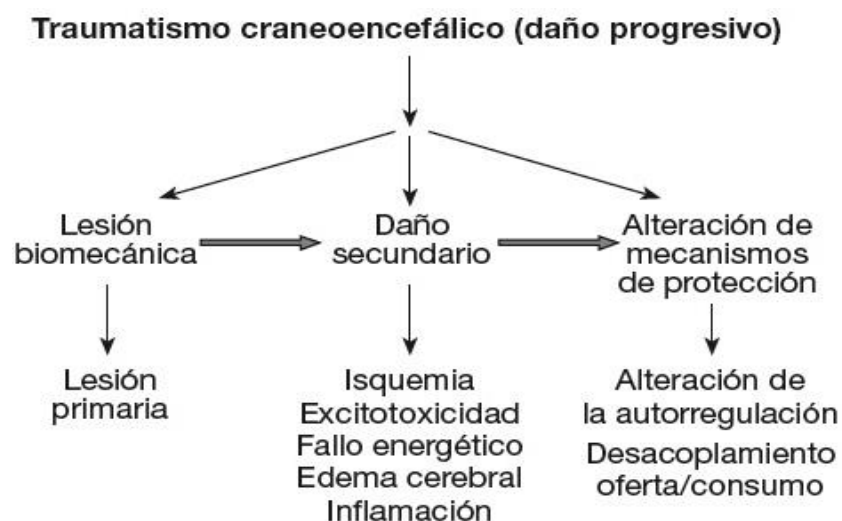 Traumatismo craneoencefálico (daño progresivo)
Lesión
biomecánica
Daño
secundario
Alteración de
mecanismos
de protección
Lesión
primaria
Isquemia
Excitotoxicidad
Fallo energético
Edema cerebral
Inflamación
Alteración de
la autorregulación
Desacoplamiento
oferta/consumo